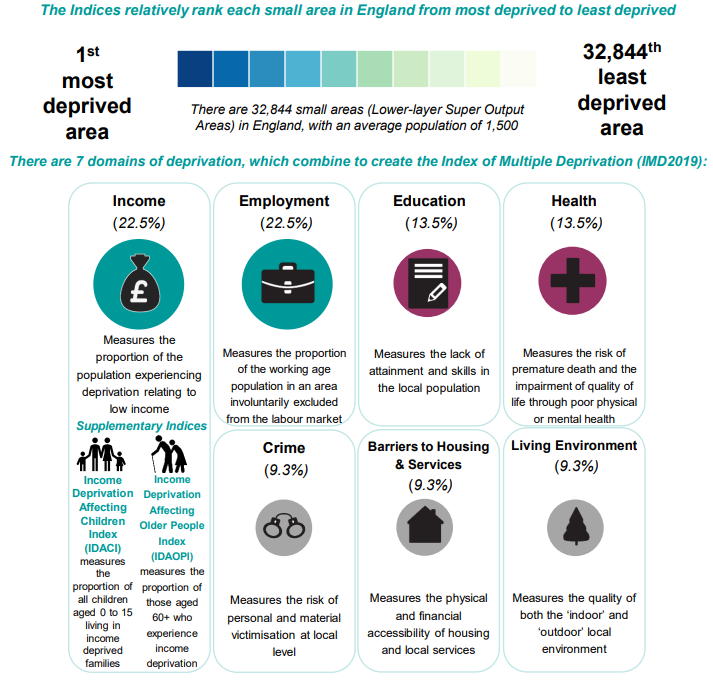 The Indices relatively rank each small area in England from most deprived to least deprived
1st
most
deprived
area
There are 32,844 small areas (Lower-layer Super Output
Areas) in England, with an average population of 1,500
32,844th
least
deprived
area
There are 7 domains of deprivation, which combine to create the Index of Multiple Deprivation (IMD2019):
Income
(22.5%)
£
Measures the
proportion of the
population experiencing
deprivation relating to
low income
Supplementary Indices
Income
Deprivation
Affecting
Children
Index
(IDACI)
measures
the
proportion of
all children
aged 0 to 15
living in
income
deprived
families
Income
Deprivation
Affecting
Older People
Index
(IDAOPI)
measures the
proportion of
those aged
60+ who
experience
income
deprivation
Employment
(22.5%)
Measures the proportion
of the working age
population in an area
involuntarily excluded
from the labour market
Education
(13.5%)
Measures the lack of
attainment and skills in
the local population
Health
(13.5%)
Measures the risk of
premature death and the
impairment of quality of
life through poor physical
or mental health
Crime
(9.3%)
Measures the risk of
personal and material
victimisation at local
level
Barriers to Housing
& Services
(9.3%)
Measures the physical
and financial
accessibility of housing
and local services
Living Environment
(9.3%)
Measures the quality of
both the ‘indoor’ and
‘outdoor’ local
environment